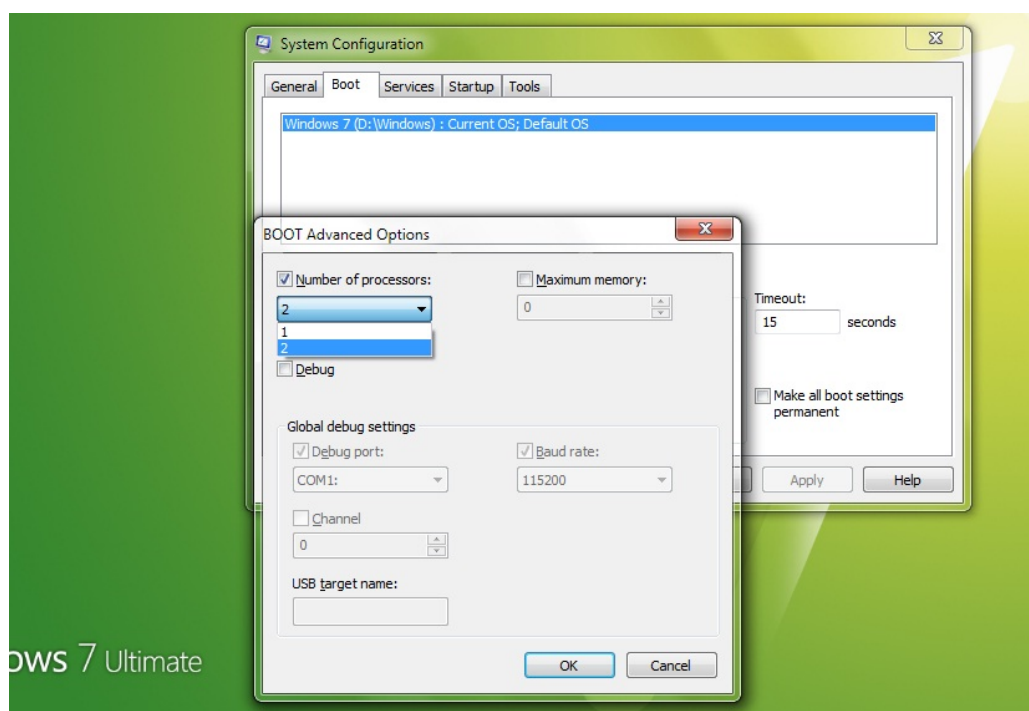 System Configuration
General Boot Services Startup Tools
Windows 7 (D:\Windows) : Current OS; Default OS
BOOT Advanced Options
Number of processors:
Maximum memory:
2
0
1
2
Debug
Timeout:
15 seconds
Make all boot settings
permanent
Global debug settings
Debug port:
Baud rate:
COM1:
115200
Channel
0
USB target name:
Apply
Help
OK
Cancel
ows 7 Ultimate